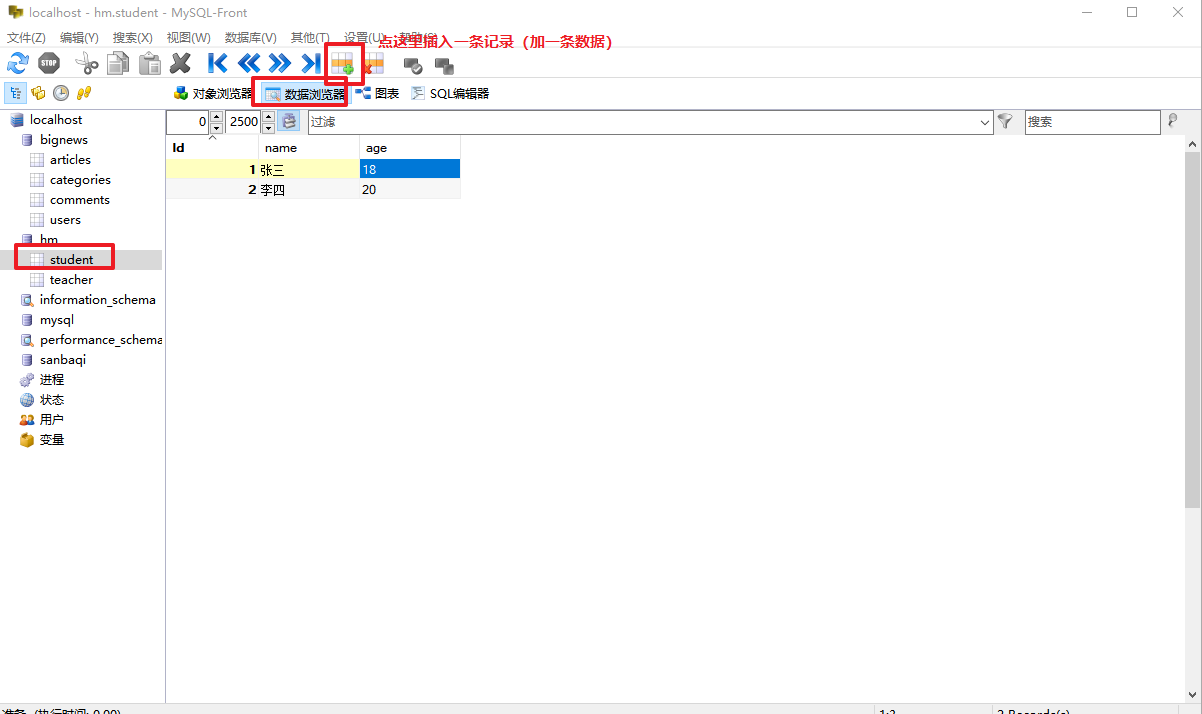 localhost - hm.student - MySQL-Front
文件(Z) 编辑(Y) 搜索(X) 视图(W) 数据库(V) 其他(T) 设置(U)
点这里插入一条记录（加一条数据）
STOP
对象浏览器 数据浏览器 图表 SQL编辑器
0 2500 过滤 搜索
localhost
bignews
articles
categories
comments
users
hm
student
teacher
information_schema
mysql
performance_schema
sanbaqi
进程
状态
用户
变量
Id name age
1 张三 18
2 李四 20
准备 (执行时间: 0.00) 1:3 2 Record(s)